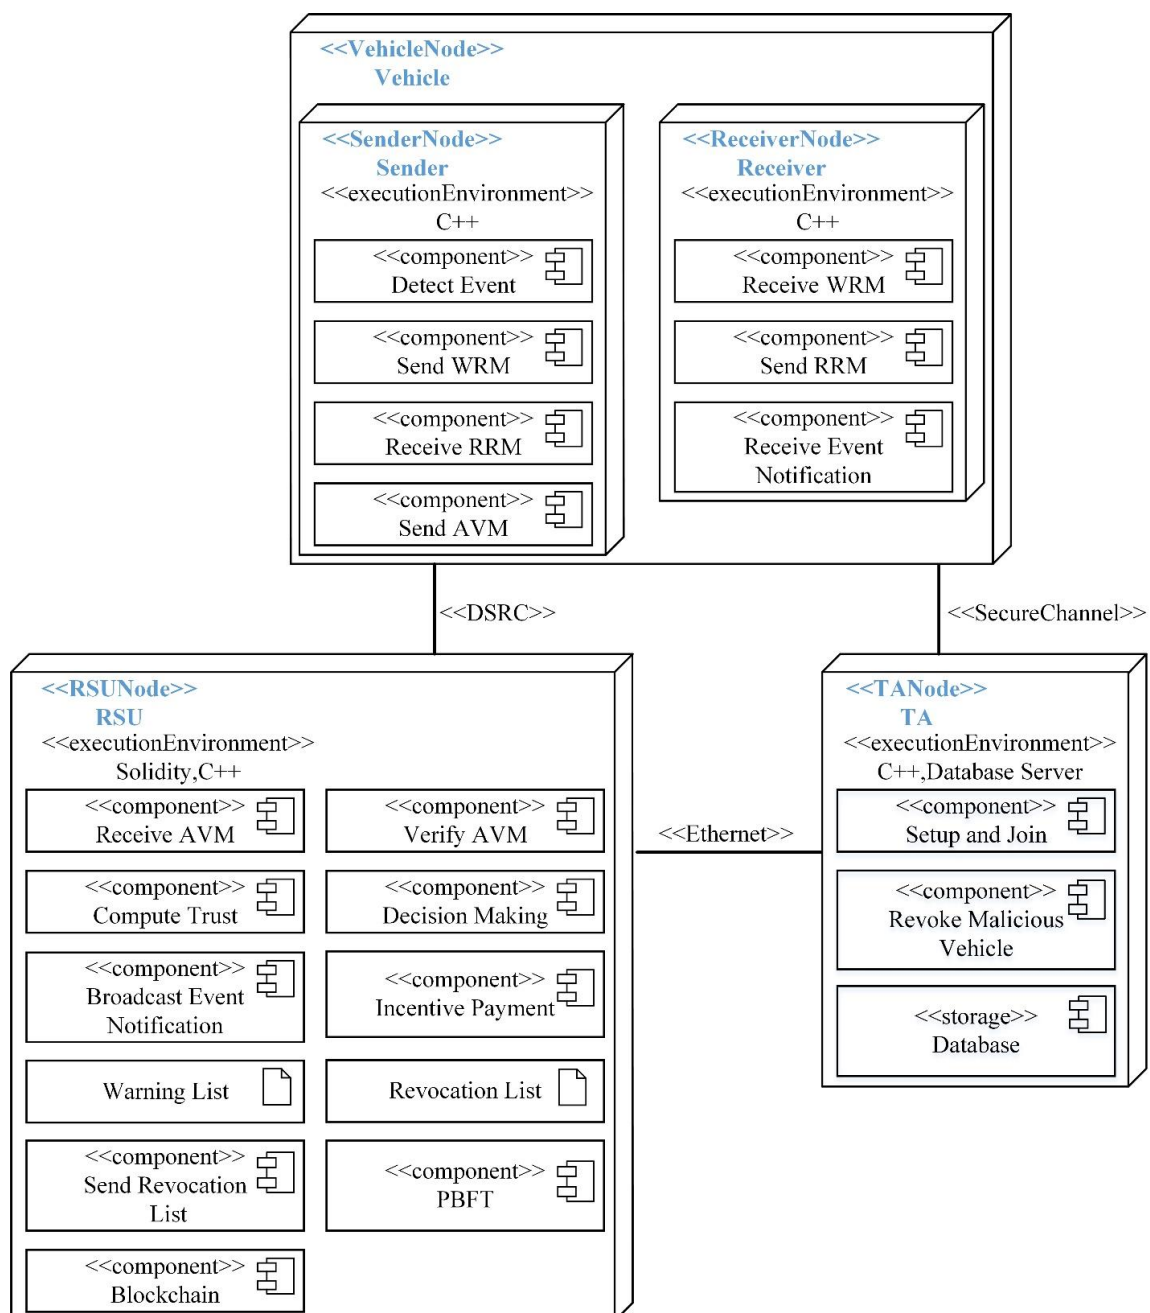 <<VehicleNode>>
Vehicle
<<SenderNode>>
Sender
<<executionEnvironment>>
C++
<<component>>
Detect Event
<<component>>
Send WRM
<<component>>
Receive RRM
<<component>>
Send AVM
<<ReceiverNode>>
Receiver
<<executionEnvironment>>
C++
<<component>>
Receive WRM
<<component>>
Send RRM
<<component>>
Receive Event
Notification
<<DSRC>>
<<SecureChannel>>
<<RSUNode>>
RSU
<<executionEnvironment>>
Solidity,C++
<<component>>
Receive AVM
<<component>>
Verify AVM
<<component>>
Compute Trust
<<component>>
Decision Making
<<component>>
Broadcast Event
Notification
<<component>>
Incentive Payment
Warning List
Revocation List
<<component>>
Send Revocation
List
<<component>>
PBFT
<<component>>
Blockchain
<<Ethernet>>
<<TANode>>
TA
<<executionEnvironment>>
C++,Database Server
<<component>>
Setup and Join
<<component>>
Revoke Malicious
Vehicle
<<storage>>
Database